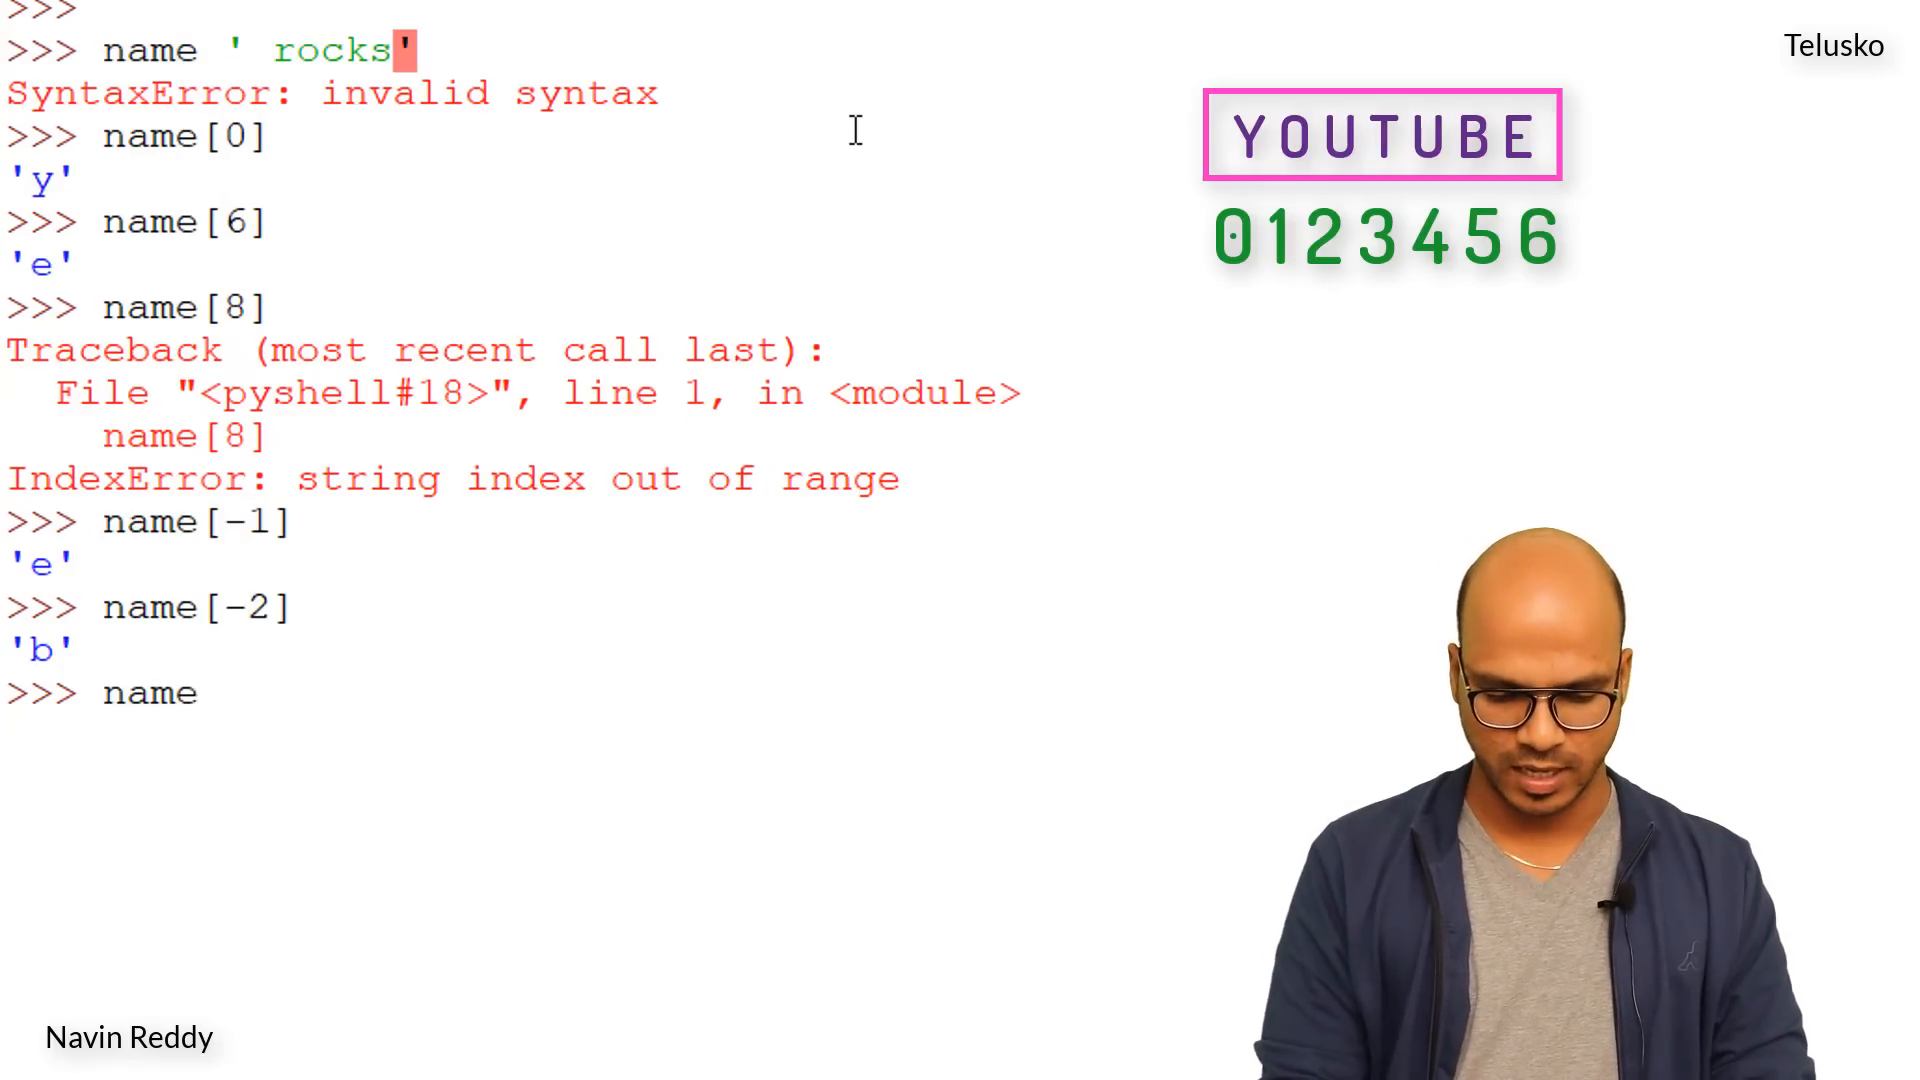 >>>
>>> name ' rocks'
SyntaxError: invalid syntax
>>> name[0]
'y'
>>> name[6]
'e'
>>> name[8]
Traceback (most recent call last):
  File "<pyshell#18>", line 1, in <module>
    name[8]
IndexError: string index out of range
>>> name[-1]
'e'
>>> name[-2]
'b'
>>> name
Telusko
YOUTUBE
0123456
Navin Reddy